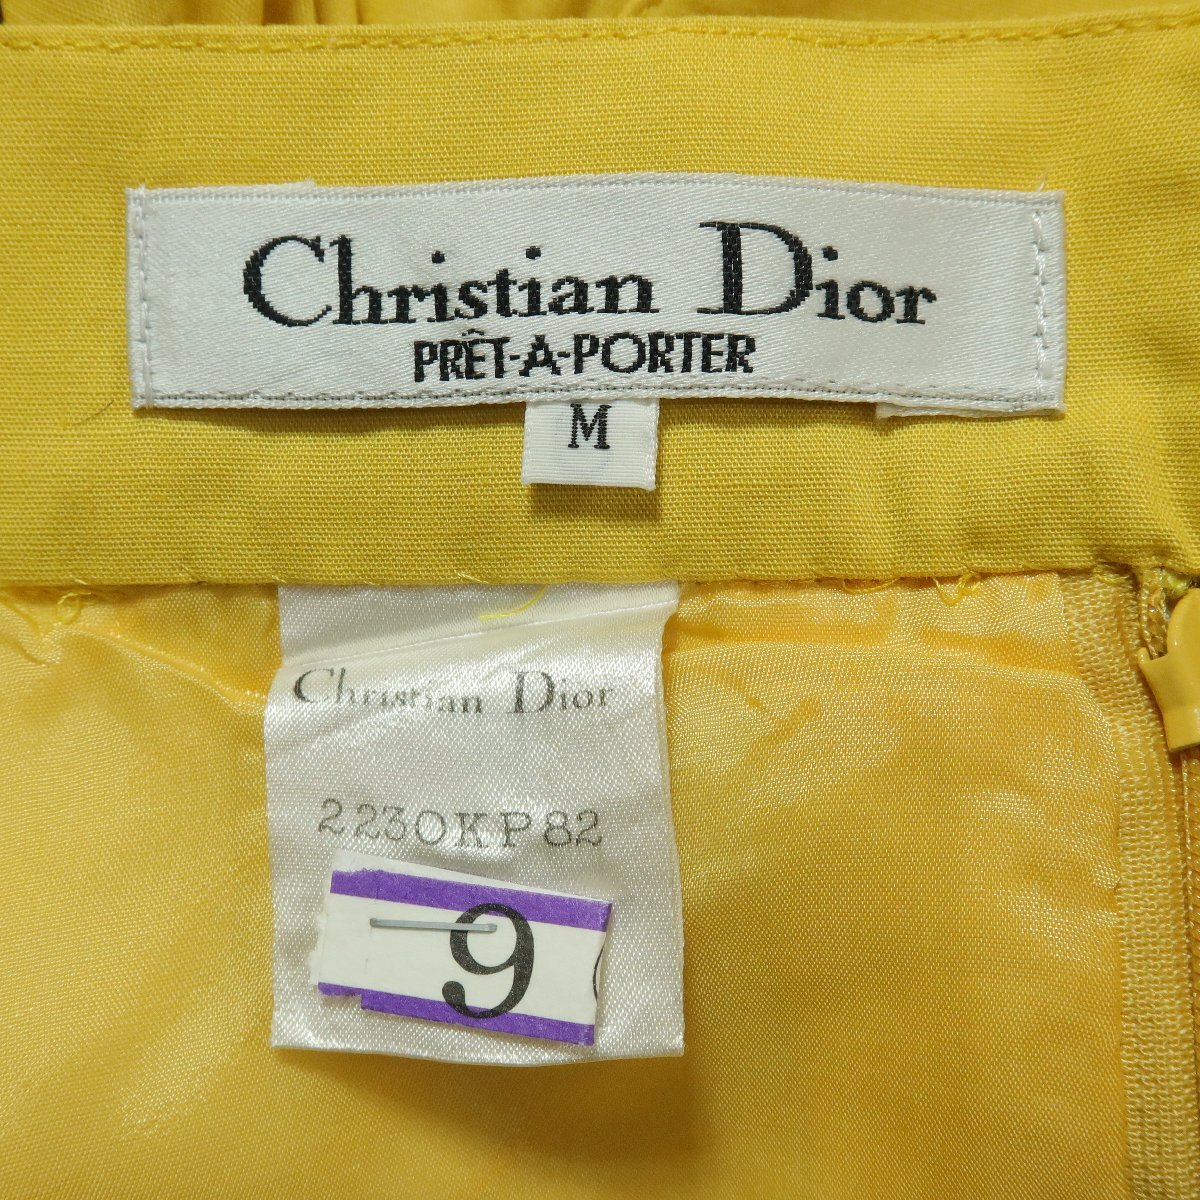 Christian Dior
PRÊT-A-PORTER
M
Christian Dior
2230KP82
9